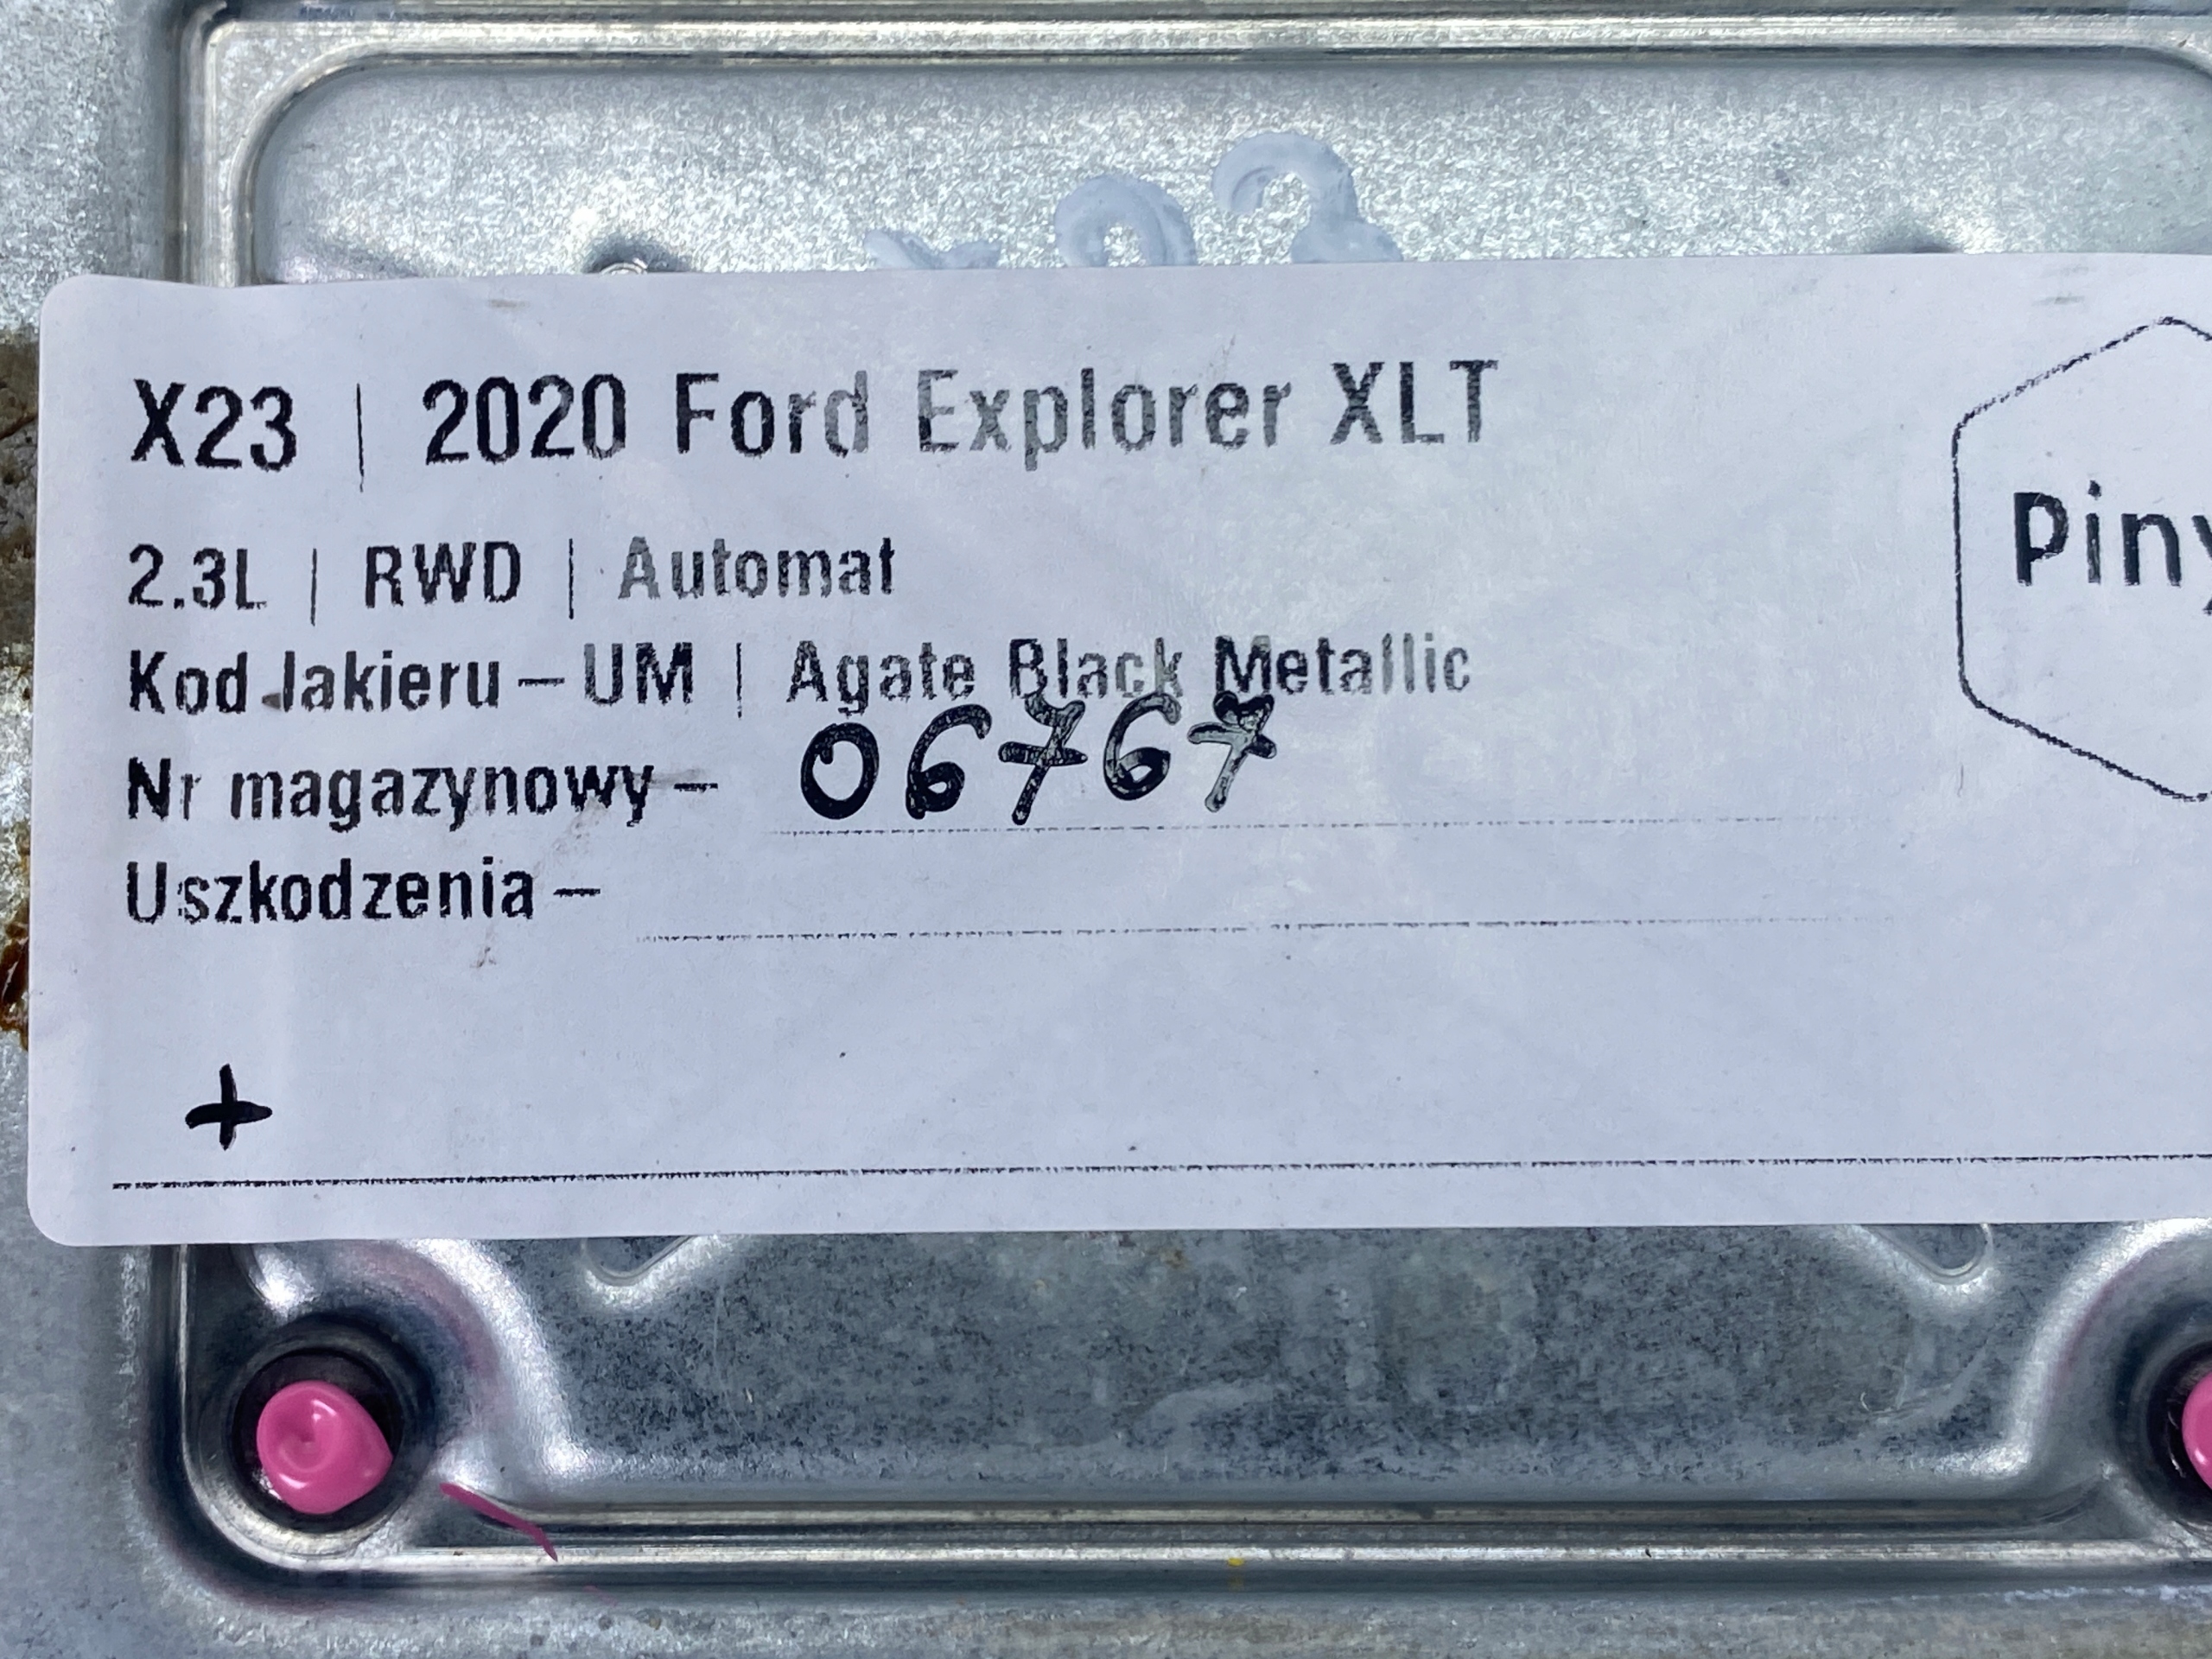 X23 | 2020 Ford Explorer XLT
2.3L | RWD | Automat
Piny
Kod lakieru – UM | Agate Black Metallic
Nr magazynowy – 06767
Uszkodzenia –
+